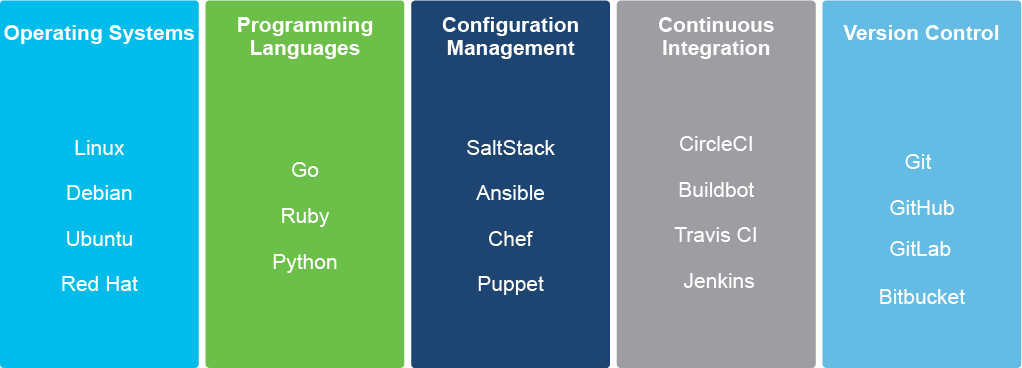 Operating Systems
Linux
Debian
Ubuntu
Red Hat
Programming
Languages
Go
Ruby
Python
Configuration
Management
SaltStack
Ansible
Chef
Puppet
Continuous
Integration
CircleCI
Buildbot
Travis CI
Jenkins
Version Control
Git
GitHub
GitLab
Bitbucket